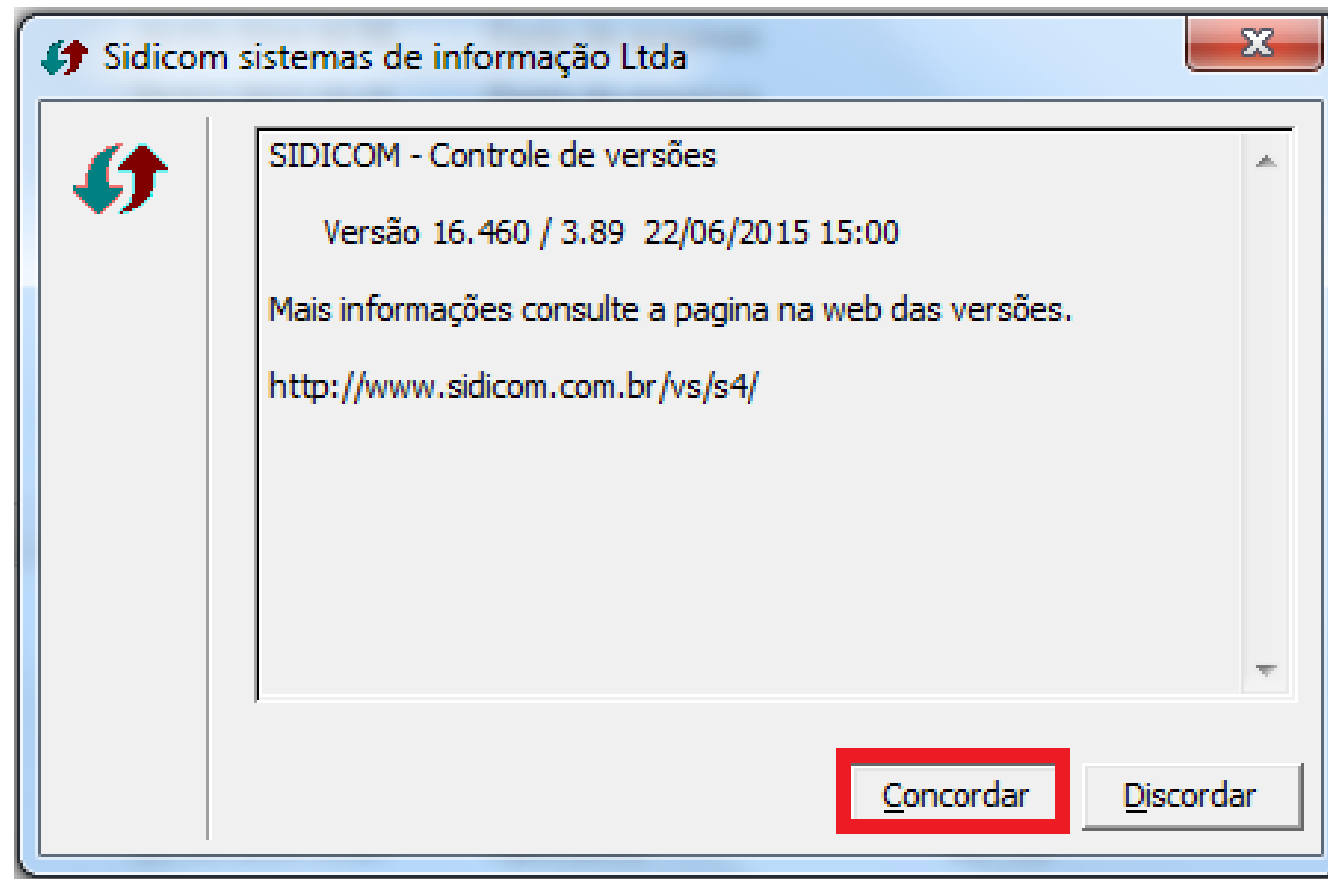 Sidicom sistemas de informação Ltda
SIDICOM - Controle de versões
Versão 16.460 / 3.89 22/06/2015 15:00
Mais informações consulte a pagina na web das versões.
http://www.sidicom.com.br/vs/s4/
Concordar
Discordar